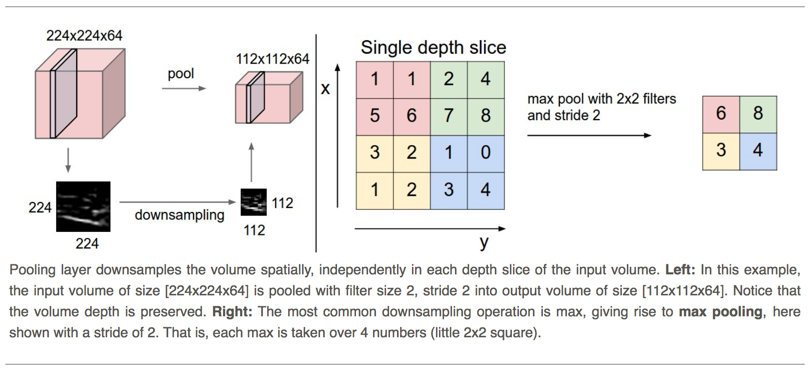 224x224x64
pool
112x112x64
224
224
downsampling
112
112
Single depth slice
x
1 1 2 4
5 6 7 8
3 2 1 0
1 2 3 4
y
max pool with 2x2 filters
and stride 2
6 8
3 4
Pooling layer downsamples the volume spatially, independently in each depth slice of the input volume. Left: In this example,
the input volume of size [224x224x64] is pooled with filter size 2, stride 2 into output volume of size [112x112x64]. Notice that
the volume depth is preserved. Right: The most common downsampling operation is max, giving rise to max pooling, here
shown with a stride of 2. That is, each max is taken over 4 numbers (little 2x2 square).